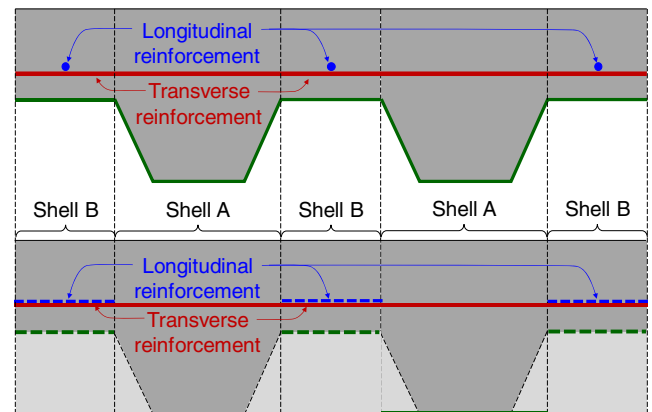 Longitudinal
reinforcement
Transverse
reinforcement
Shell B
Shell A
Shell B
Shell A
Shell B
Longitudinal
reinforcement
Transverse
reinforcement